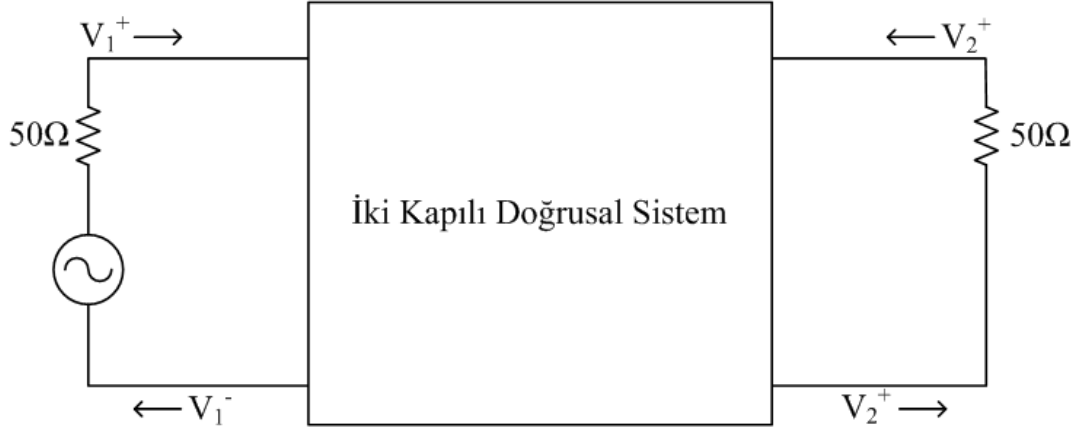 V₁⁺
V₂⁺
50Ω
50Ω
İki Kapılı Doğrusal Sistem
V₁⁻
V₂⁺